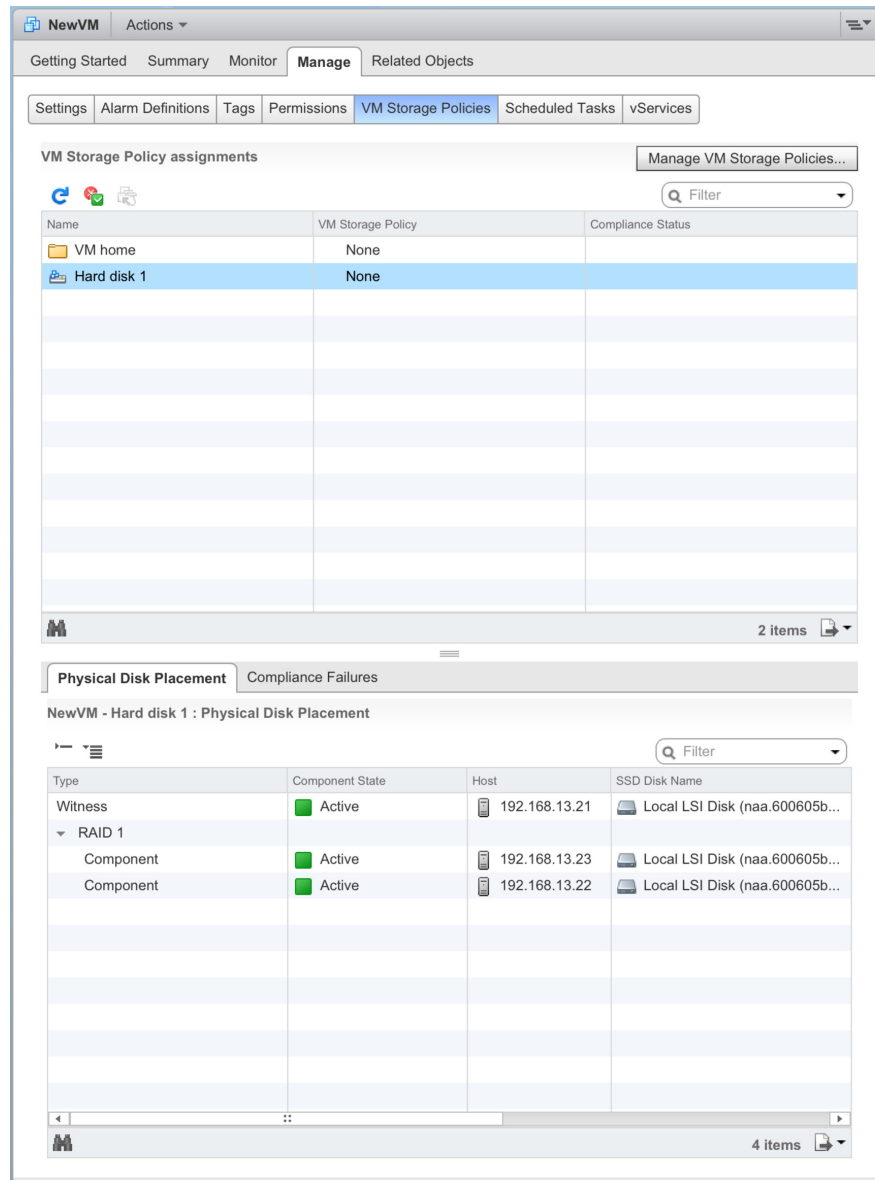 NewVM Actions
Getting Started Summary Monitor Manage Related Objects
Settings Alarm Definitions Tags Permissions VM Storage Policies Scheduled Tasks vServices
VM Storage Policy assignments Manage VM Storage Policies...
Filter
Name VM Storage Policy Compliance Status
VM home None
Hard disk 1 None
2 items
Physical Disk Placement Compliance Failures
NewVM - Hard disk 1 : Physical Disk Placement
Filter
Type Component State Host SSD Disk Name
Witness Active 192.168.13.21 Local LSI Disk (naa.600605b...
RAID 1
Component Active 192.168.13.23 Local LSI Disk (naa.600605b...
Component Active 192.168.13.22 Local LSI Disk (naa.600605b...
4 items